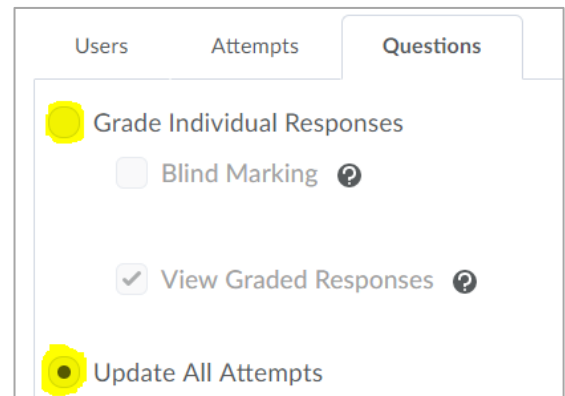 Users Attempts Questions
Grade Individual Responses
Blind Marking ?
View Graded Responses ?
Update All Attempts